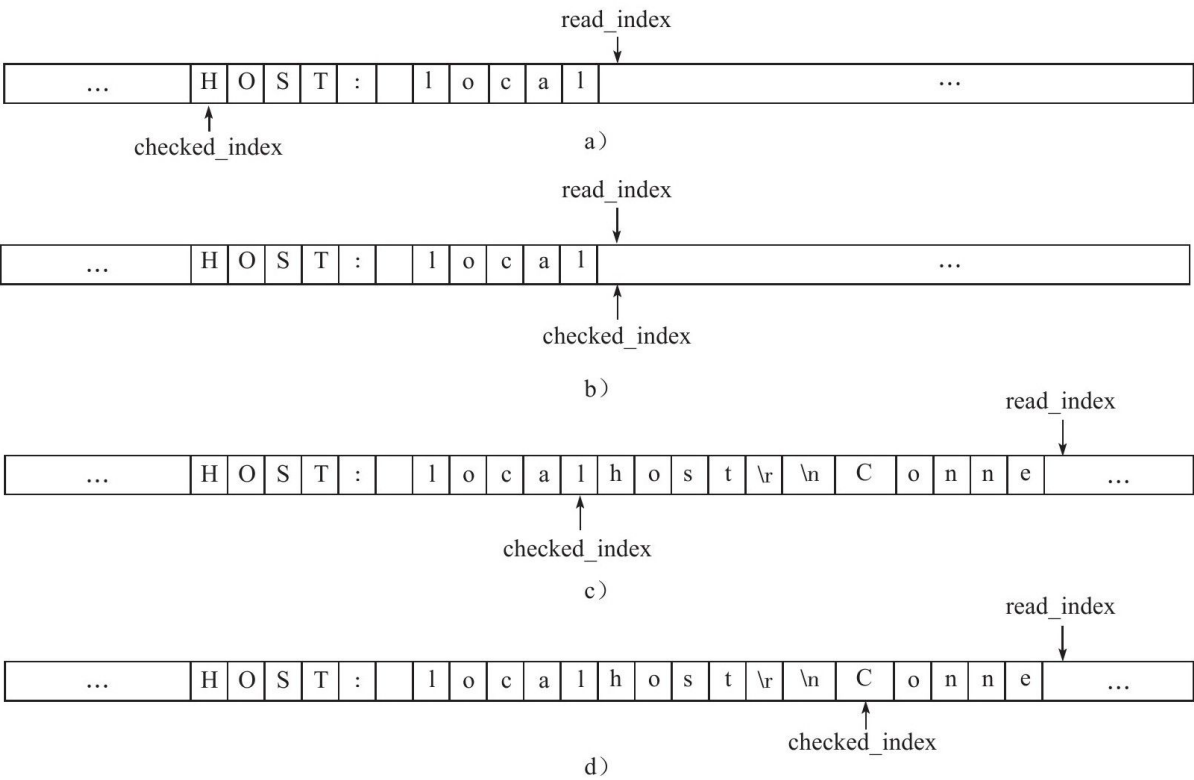 read_index
... H O S T : l o c a l ...
checked_index
a）
read_index
... H O S T : l o c a l ...
checked_index
b）
read_index
... H O S T : l o c a l h o s t \r \n C o n n e ...
checked_index
c）
read_index
... H O S T : l o c a l h o s t \r \n C o n n e ...
checked_index
d）